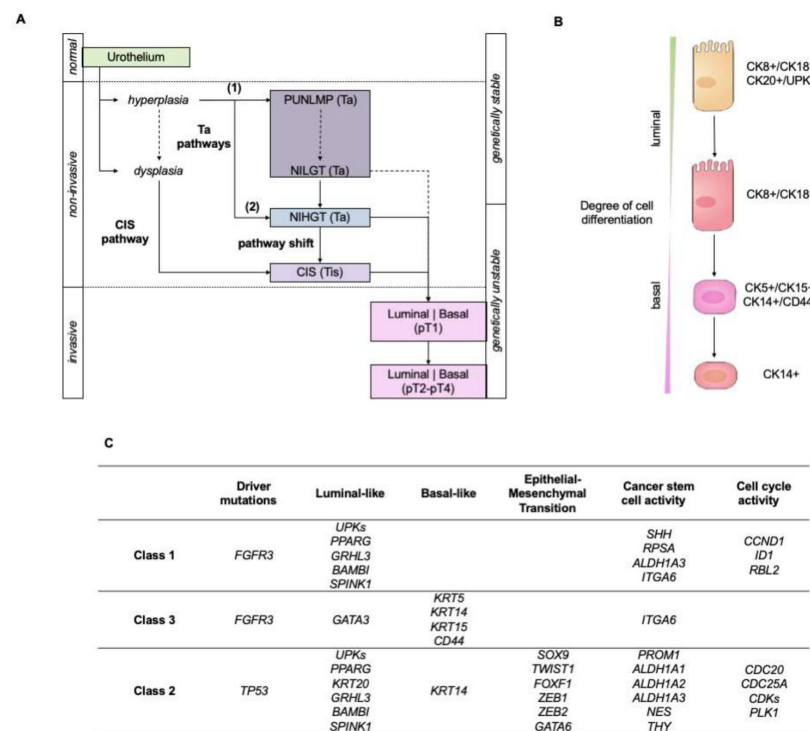 A
normal
Urothelium
non-invasive
hyperplasia
(1)
PUNLMP (Ta)
Ta
pathways
dysplasia
NILGT (Ta)
genetically stable
CIS
pathway
(2)
NIHGT (Ta)
pathway shift
CIS (Tis)
genetically unstable
invasive
Luminal | Basal
(pT1)
Luminal | Basal
(pT2-pT4)
B
luminal
Degree of cell
differentiation
basal
CK8+/CK18
CK20+/UPK
CK8+/CK18
CK5+/CK15+
CK14+/CD44
CK14+
C
Driver mutations Luminal-like Basal-like Epithelial-Mesenchymal Transition Cancer stem cell activity Cell cycle activity
Class 1
FGFR3
UPKs
PPARG
GRHL3
BAMBI
SPINK1
SHH
RPSA
ALDH1A3
ITGA6
CCND1
ID1
RBL2
Class 3
FGFR3
GATA3
KRT5
KRT14
KRT15
CD44
ITGA6
Class 2
TP53
UPKs
PPARG
KRT20
GRHL3
BAMBI
SPINK1
KRT14
SOX9
TWIST1
FOXF1
ZEB1
ZEB2
GATA6
PROM1
ALDH1A1
ALDH1A2
ALDH1A3
NES
THY
CDC20
CDC25A
CDKs
PLK1